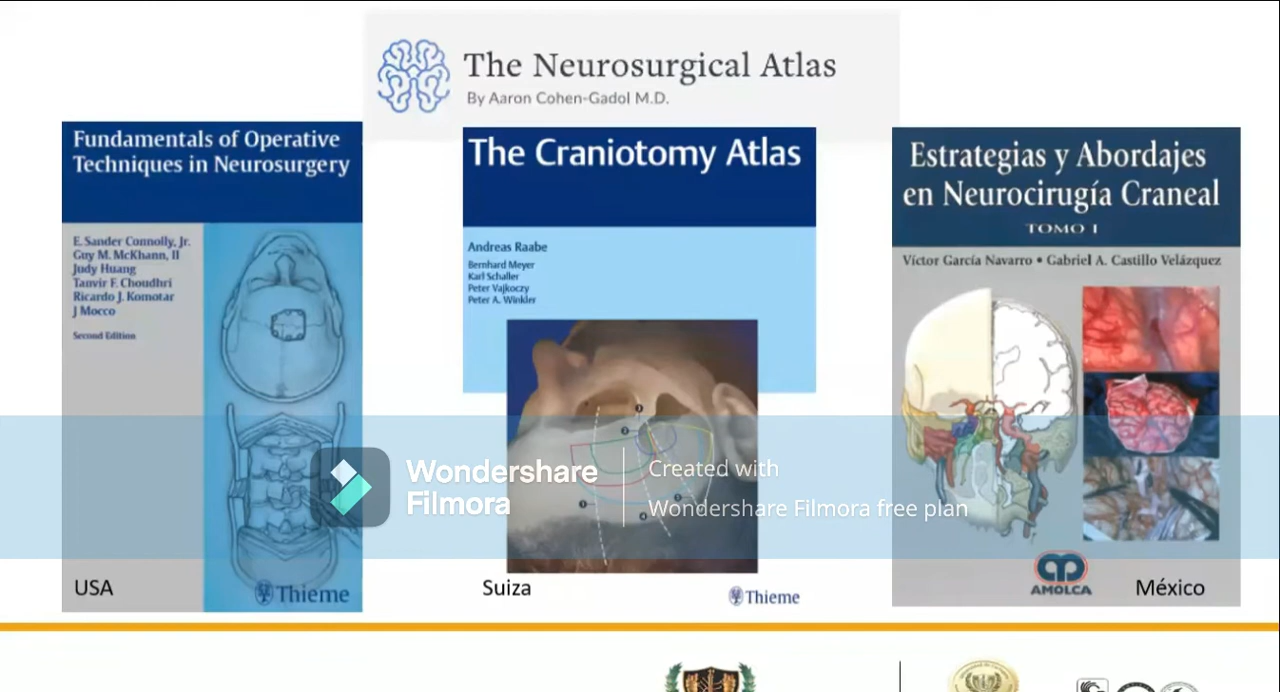 The Neurosurgical Atlas
By Aaron Cohen-Gadol M.D.
Fundamentals of Operative
Techniques in Neurosurgery
E. Sander Connolly, Jr.
Guy M. McKhann, II
Judy Huang
Tanvir F. Choudhri
Ricardo J. Komotar
J Mocco
Second Edition
Thieme
USA
The Craniotomy Atlas
Andreas Raabe
Bernhard Meyer
Karl Schaller
Peter Vajkoczy
Peter A. Winkler
Suiza
Thieme
Estrategias y Abordajes
en Neurocirugía Craneal
TOMO I
Víctor García Navarro • Gabriel A. Castillo Velázquez
AMOLCA
México
Wondershare
Filmora
Created with
Wondershare Filmora free plan